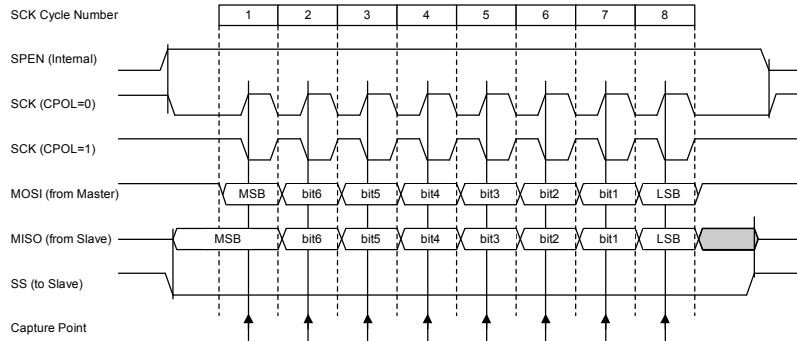 SCK Cycle Number 1 2 3 4 5 6 7 8
SPEN (Internal)
SCK (CPOL=0)
SCK (CPOL=1)
MOSI (from Master) MSB bit6 bit5 bit4 bit3 bit2 bit1 LSB
MISO (from Slave) MSB bit6 bit5 bit4 bit3 bit2 bit1 LSB
SS (to Slave)
Capture Point